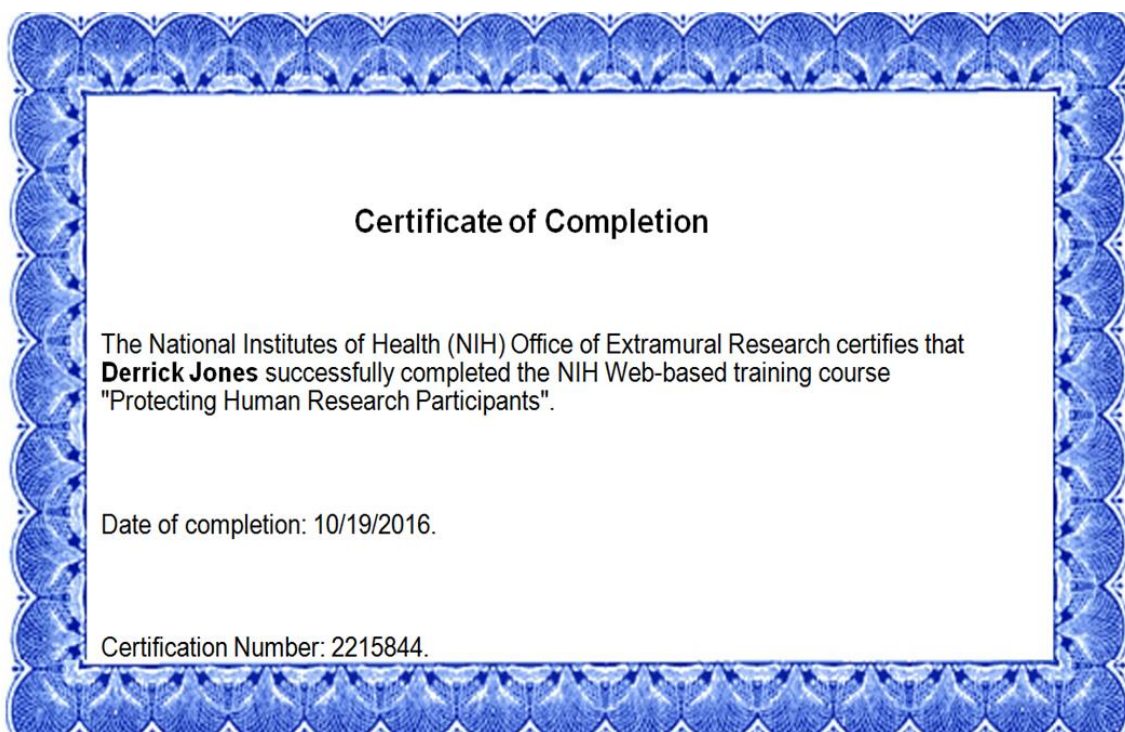 Certificate of Completion
The National Institutes of Health (NIH) Office of Extramural Research certifies that
Derrick Jones successfully completed the NIH Web-based training course
"Protecting Human Research Participants".
Date of completion: 10/19/2016.
Certification Number: 2215844.